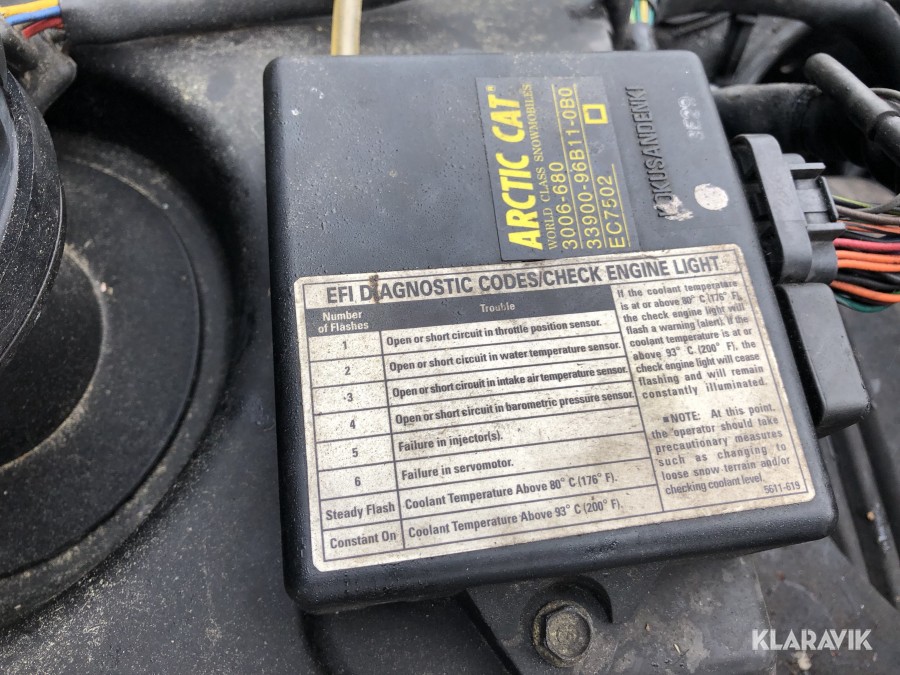 ARCTIC CAT®
WORLD CLASS SNOWMOBILES
3006-680
33900-96B11-0B0
EC7502
KOKUSANDENKI
EFI DIAGNOSTIC CODES/CHECK ENGINE LIGHT
Number
of Flashes
Trouble
1 Open or short circuit in throttle position sensor.
2 Open or short circuit in water temperature sensor.
3 Open or short circuit in intake air temperature sensor.
4 Open or short circuit in barometric pressure sensor.
5 Failure in injector(s).
6 Failure in servomotor.
Steady Flash Coolant Temperature Above 80° C (176° F).
Constant On Coolant Temperature Above 93° C (200° F).
If the coolant temperature
is at or above 80° C (176° F),
the check engine light will
flash a warning (alert). If the
coolant temperature is at or
above 93° C (200° F), the
check engine light will cease
flashing and will remain
constantly illuminated.
■NOTE: At this point,
the operator should take
precautionary measures
such as changing to
loose snow terrain and/or
checking coolant level.
5611-619
KLARAVIK